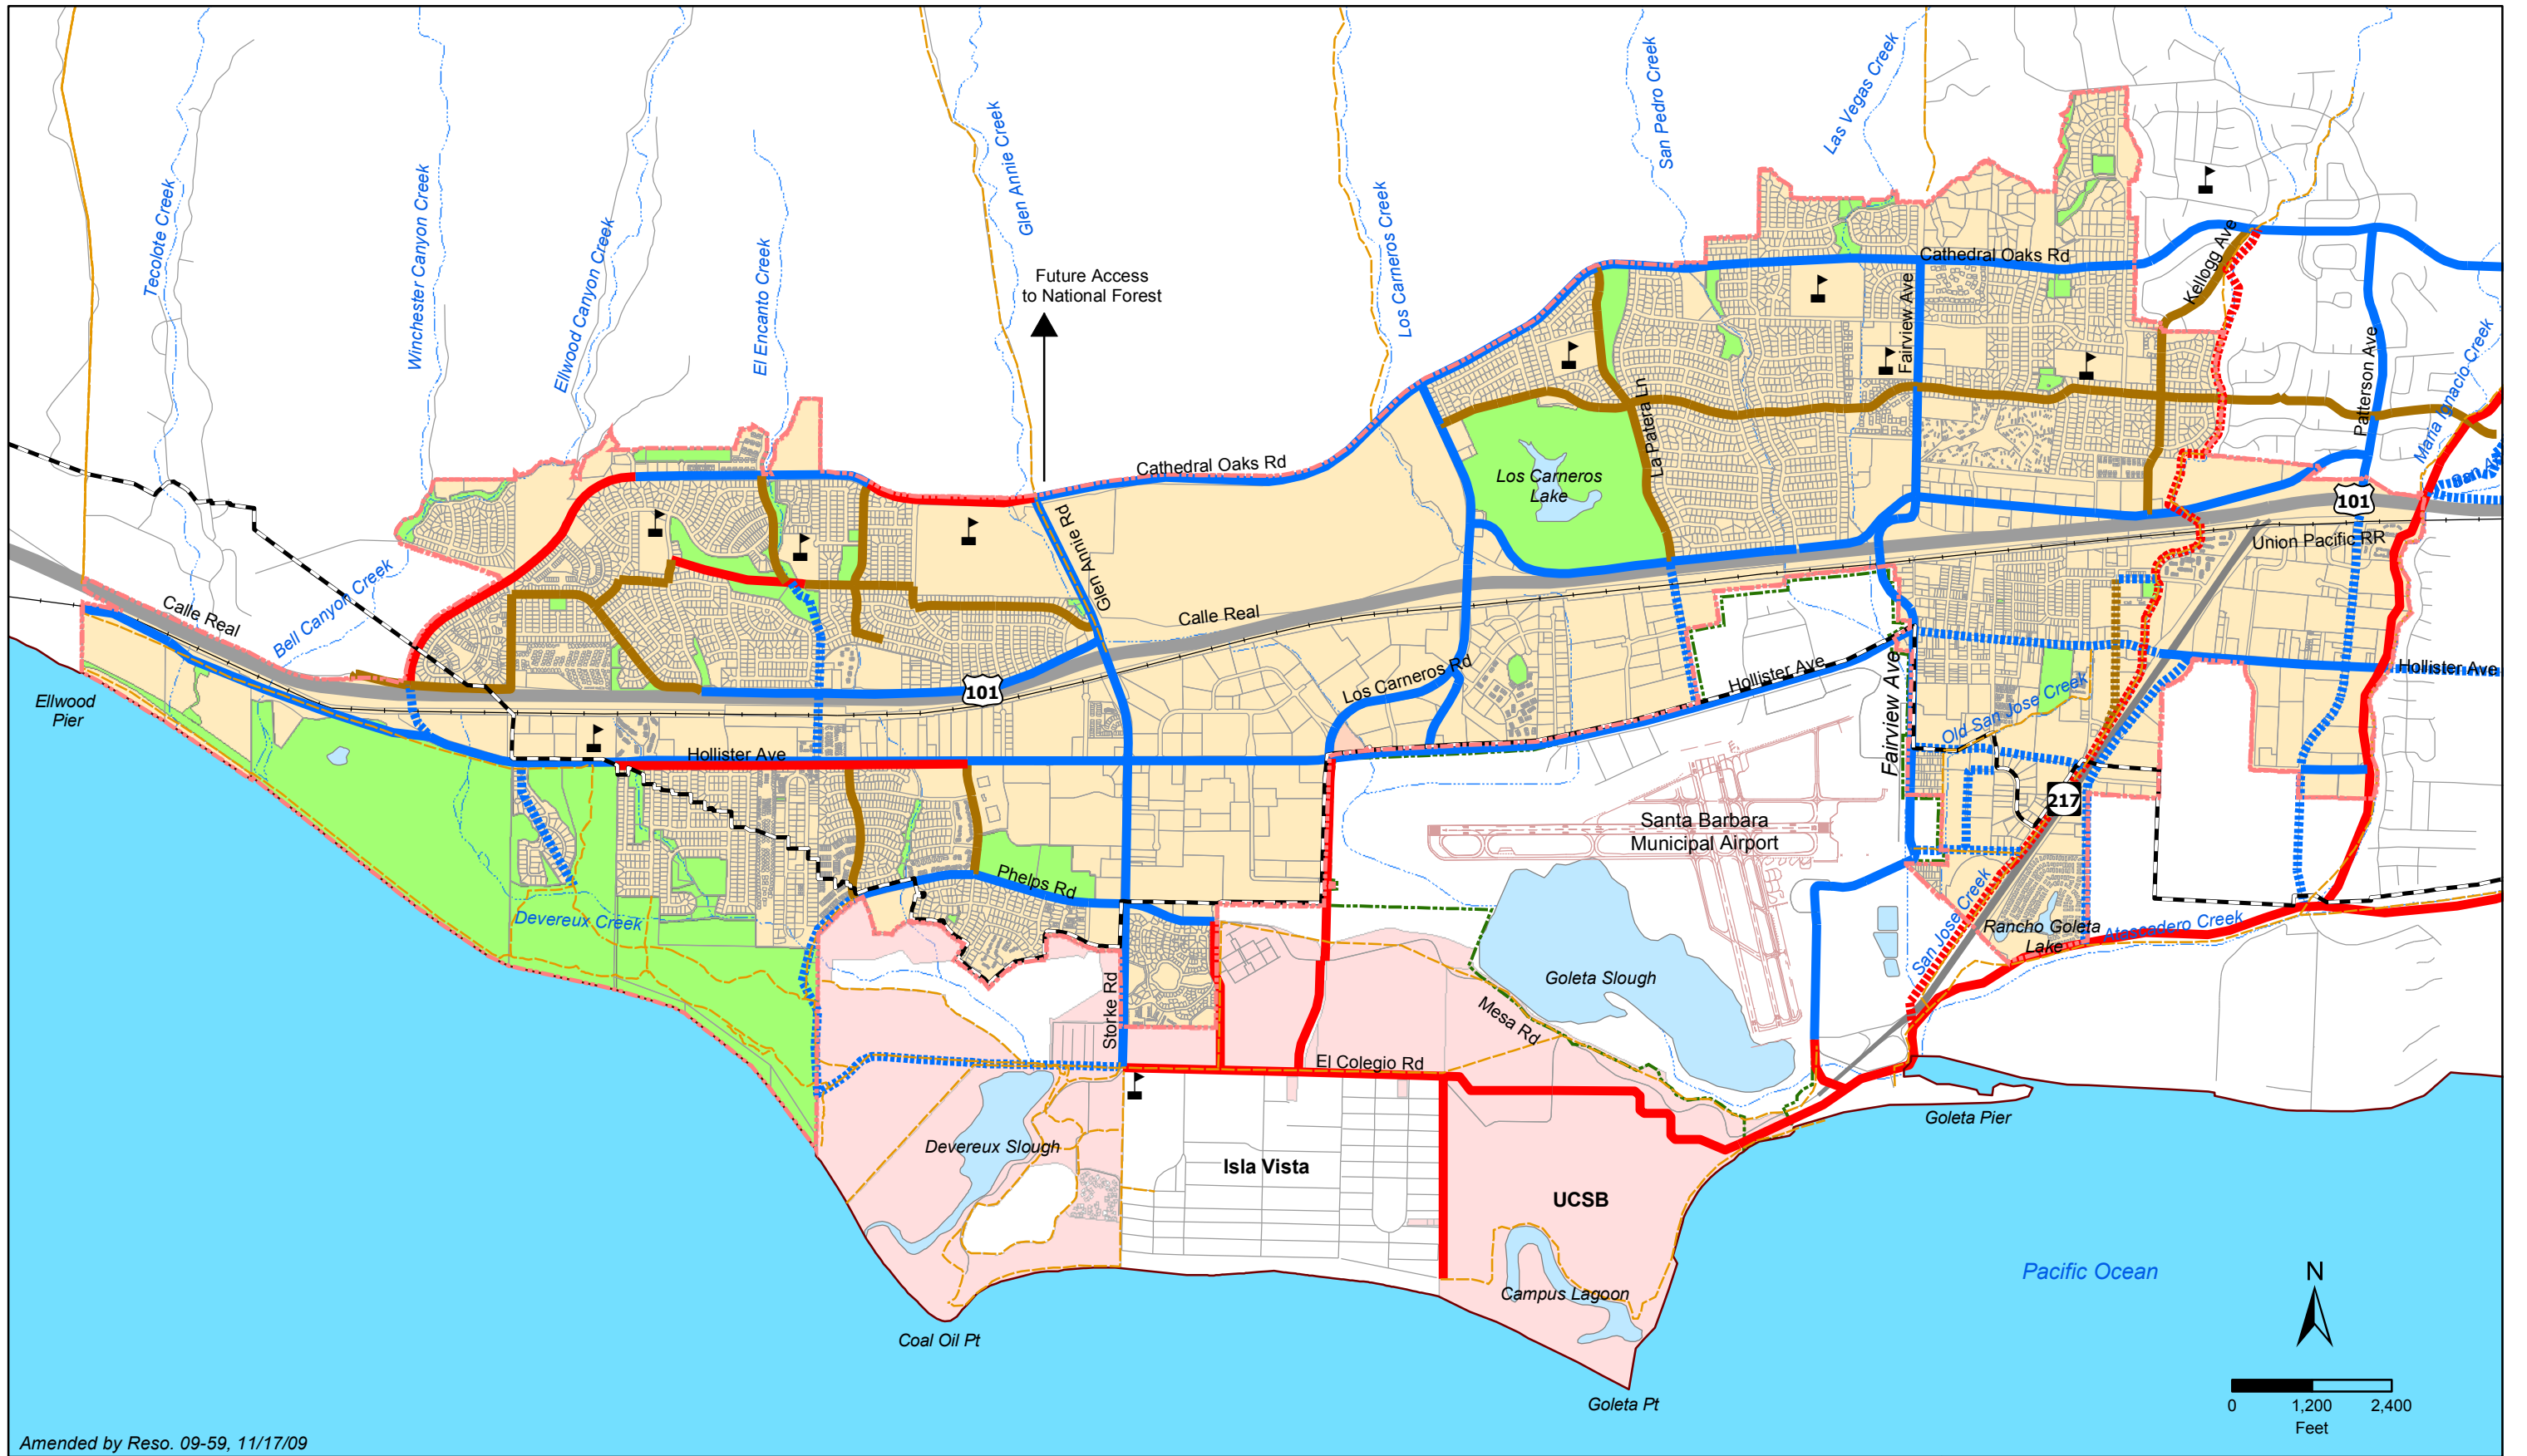 Tecolote Creek
Winchester Canyon Creek
Ellwood Canyon Creek
El Encanto Creek
Glen Annie Creek
Future Access
to National Forest
Los Carneros Creek
San Pedro Creek
Las Vegas Creek
Cathedral Oaks Rd
Kellogg Ave
Fairview Ave
Patterson Ave
Maria Ignacio Creek
La Patera Ln
Cathedral Oaks Rd
Los Carneros
Lake
Glen Annie Rd
101
Union Pacific RR
Calle Real
Bell Canyon Creek
Calle Real
101
Los Carneros Rd
Hollister Ave
Hollister Ave
Fairview Ave
Old San Jose Creek
Ellwood
Pier
Hollister Ave
217
Santa Barbara
Municipal Airport
Phelps Rd
Devereux Creek
San Jose Creek
Rancho Goleta
Lake
Atascadero Creek
Goleta Slough
Storke Rd
Mesa Rd
El Colegio Rd
Goleta Pier
Devereux Slough
Isla Vista
UCSB
Pacific Ocean
Campus Lagoon
N
Coal Oil Pt
Goleta Pt
0 1,200 2,400
Feet
Amended by Reso. 09-59, 11/17/09